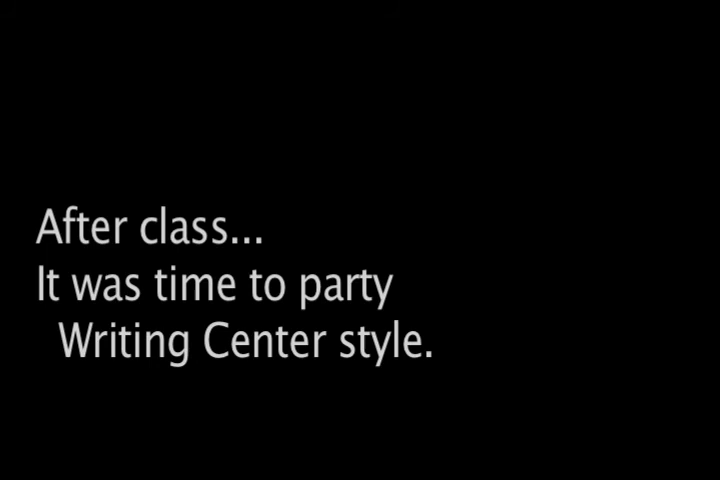 After class...
It was time to party
Writing Center style.